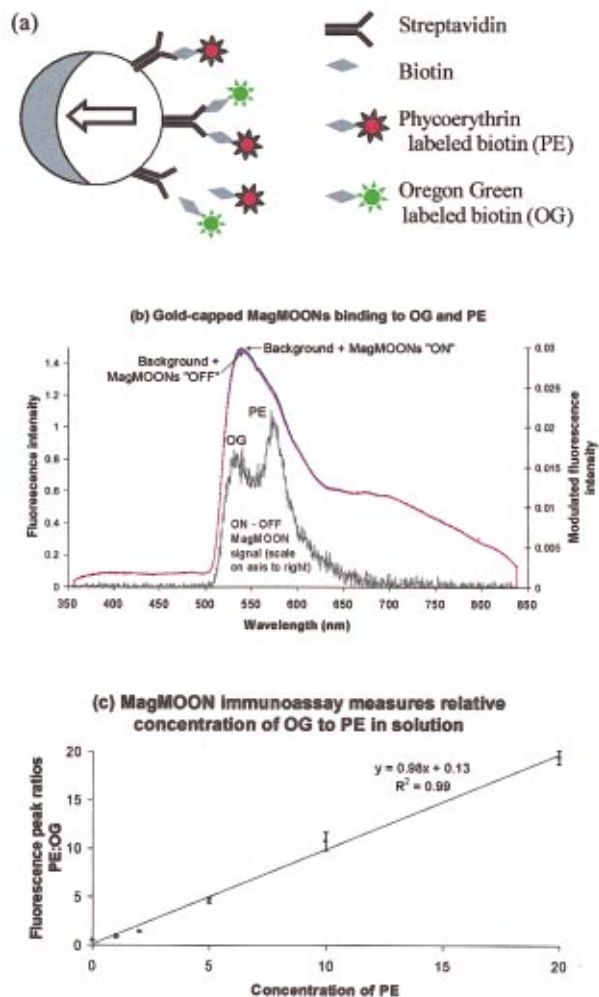 (a)
Streptavidin
Biotin
Phycoerythrin
labeled biotin (PE)
Oregon Green
labeled biotin (OG)
(b) Gold-capped MagMOONs binding to OG and PE
Fluorescence intensity
1.4
1.2
1
0.8
0.6
0.4
0.2
0
Background +
MagMOONs "OFF"
Background + MagMOONs "ON"
PE
OG
ON - OFF
MagMOON
signal (scale
on axis to right)
0.03
0.025
0.02
0.015
0.01
0.005
0
Modulated fluorescence
intensity
350 400 450 500 550 600 650 700 750 800 850
Wavelength (nm)
(c) MagMOON immunoassay measures relative
concentration of OG to PE in solution
Fluorescence peak ratios
PE:OG
20
15
10
5
0
y = 0.98x + 0.13
R² = 0.99
0 5 10 15 20
Concentration of PE